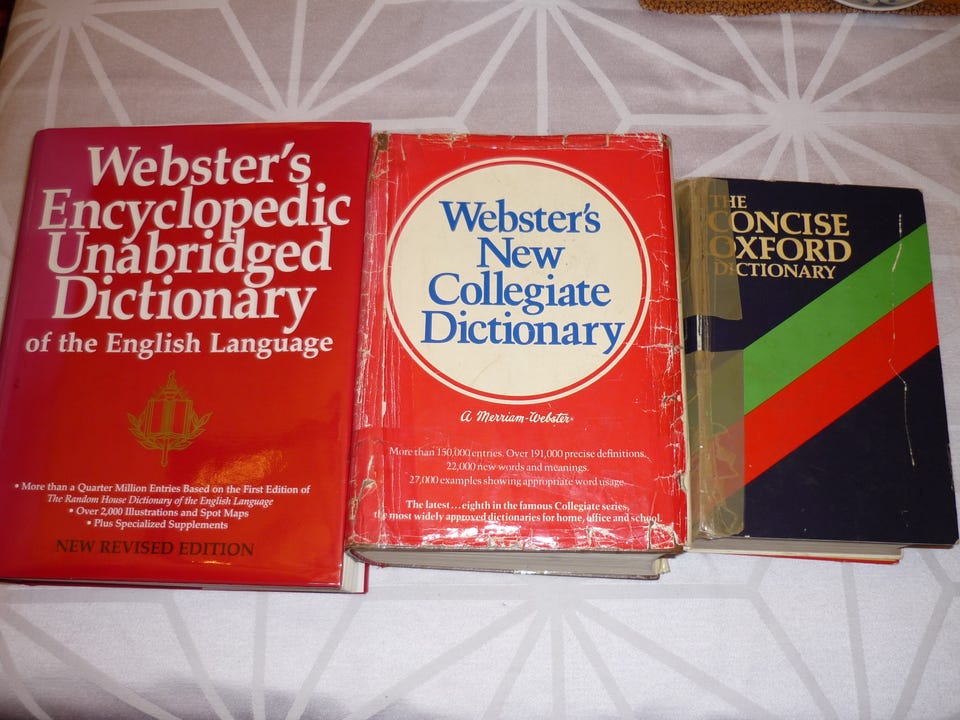 Webster's
Encyclopedic
Unabridged
Dictionary
of the English Language
• More than a Quarter Million Entries Based on the First Edition of
The Random House Dictionary of the English Language
• Over 2,000 Illustrations and Spot Maps
• Plus Specialized Supplements
NEW REVISED EDITION
Webster's
New
Collegiate
Dictionary
A Merriam-Webster®
More than 150,000 entries. Over 191,000 precise definitions.
22,000 new words and meanings.
27,000 examples showing appropriate word usage.
The latest...eighth in the famous Collegiate series,
the most widely approved dictionaries for home, office and school.
THE
CONCISE
OXFORD
DICTIONARY